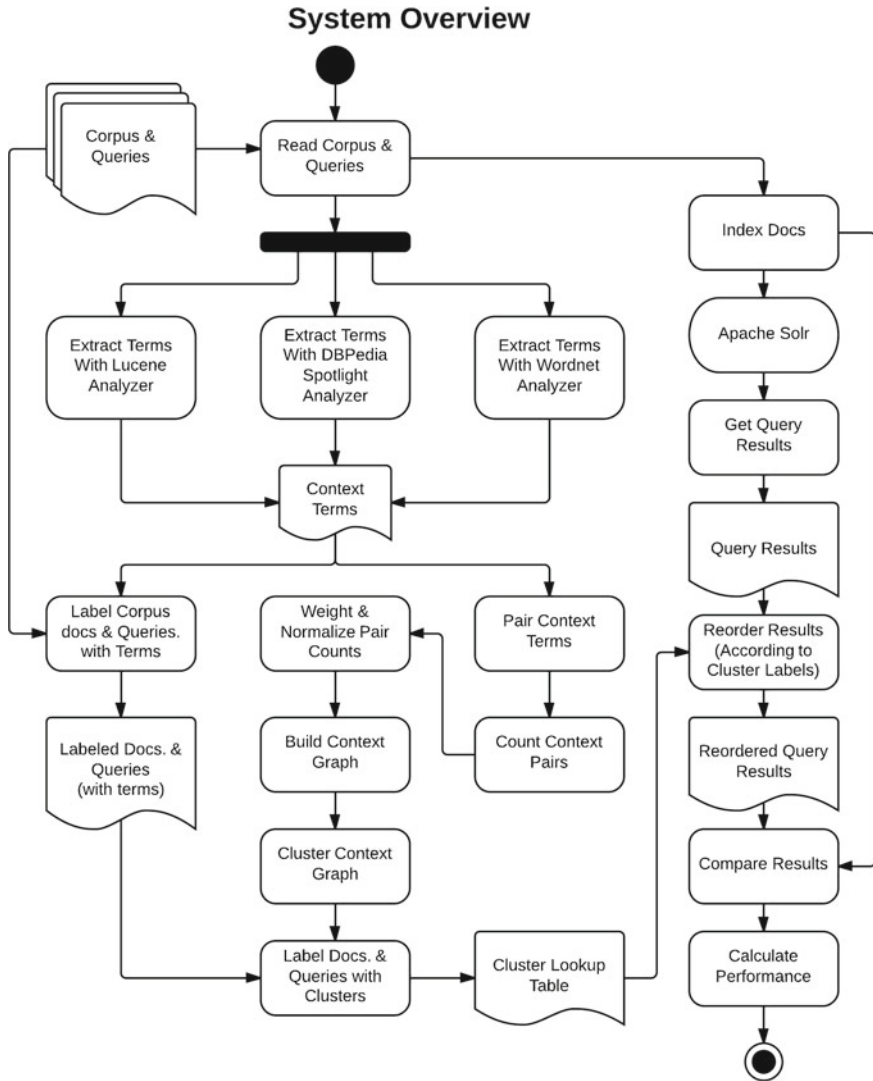 System Overview
Corpus &
Queries
Read Corpus &
Queries
Index Docs
Extract Terms
With Lucene
Analyzer
Extract Terms
With DBPedia
Spotlight
Analyzer
Extract Terms
With Wordnet
Analyzer
Apache Solr
Get Query
Results
Context
Terms
Query Results
Label Corpus
docs & Queries.
with Terms
Weight &
Normalize Pair
Counts
Pair Context
Terms
Reorder Results
(According to
Cluster Labels)
Labeled Docs. &
Queries
(with terms)
Build Context
Graph
Count Context
Pairs
Reordered Query
Results
Cluster Context
Graph
Compare Results
Label Docs. &
Queries with
Clusters
Cluster Lookup
Table
Calculate
Performance